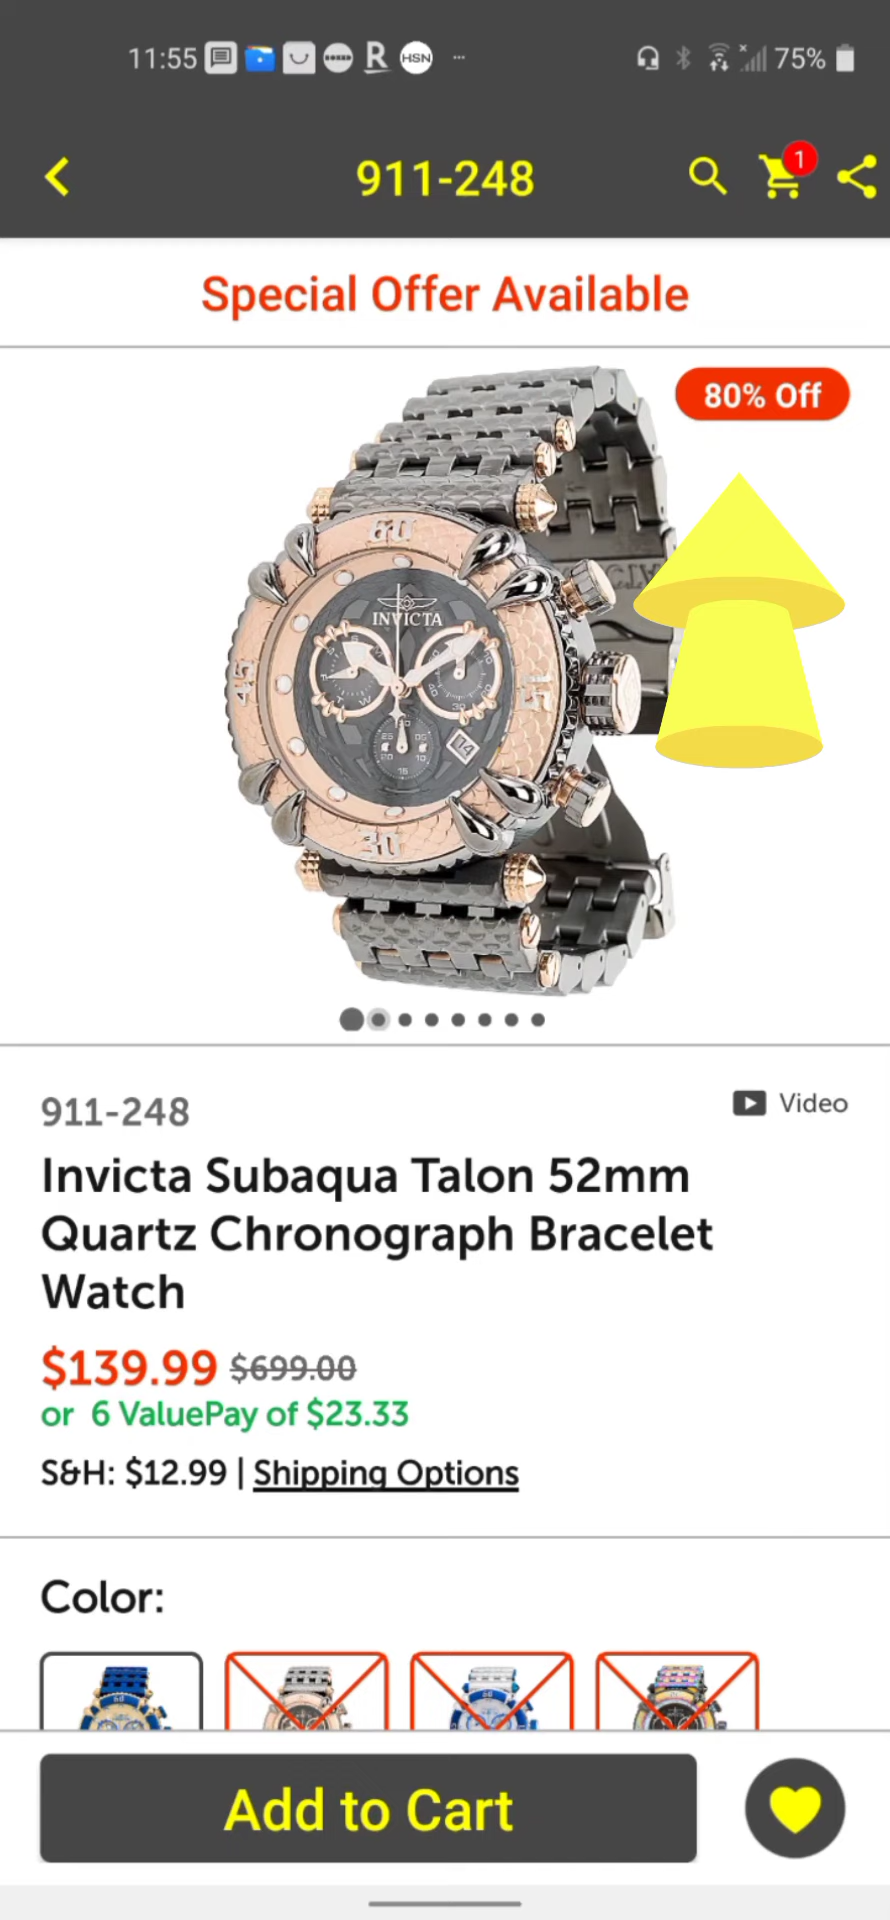 11:55
R
HSN
75%
911-248
1
Special Offer Available
80% Off
60
INVICTA
45
14
30
911-248
Video
Invicta Subaqua Talon 52mm
Quartz Chronograph Bracelet
Watch
$139.99 $699.00
or 6 ValuePay of $23.33
S&H: $12.99 | Shipping Options
Color:
Add to Cart